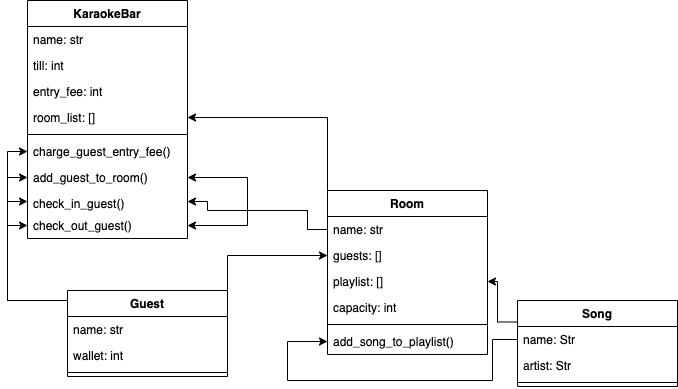 KaraokeBar
name: str
till: int
entry_fee: int
room_list: []
charge_guest_entry_fee()
add_guest_to_room()
check_in_guest()
check_out_guest()
Room
name: str
guests: []
playlist: []
capacity: int
add_song_to_playlist()
Guest
name: str
wallet: int
Song
name: Str
artist: Str